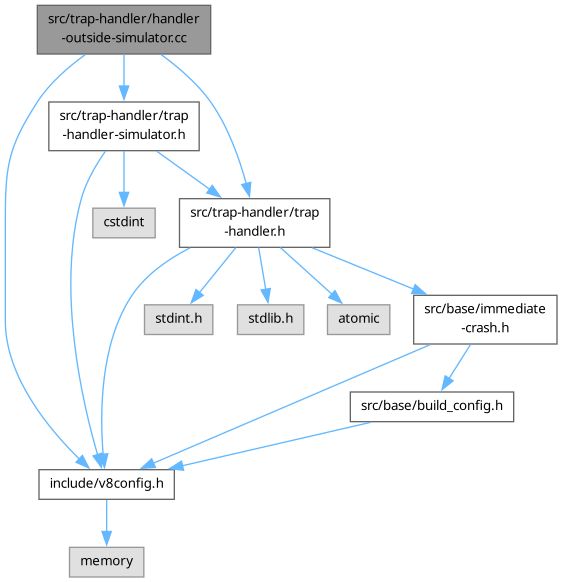 src/trap-handler/handler
-outside-simulator.cc
src/trap-handler/trap
-handler-simulator.h
cstdint
src/trap-handler/trap
-handler.h
stdint.h
stdlib.h
atomic
src/base/immediate
-crash.h
src/base/build_config.h
include/v8config.h
memory